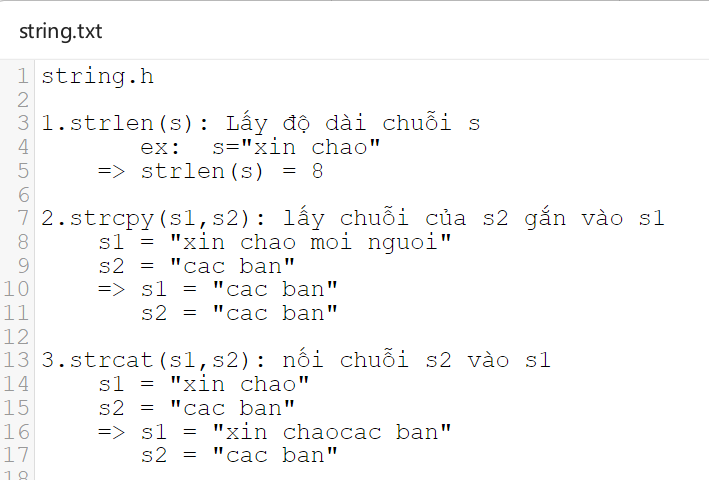 string.txt
1 string.h
2
3 1.strlen(s): Lấy độ dài chuỗi s
4 ex: s="xin chao"
5 => strlen(s) = 8
6
7 2.strcpy(s1,s2): lấy chuỗi của s2 gắn vào s1
8 s1 = "xin chao moi nguoi"
9 s2 = "cac ban"
10 => s1 = "cac ban"
11 s2 = "cac ban"
12
13 3.strcat(s1,s2): nối chuỗi s2 vào s1
14 s1 = "xin chao"
15 s2 = "cac ban"
16 => s1 = "xin chaocac ban"
17 s2 = "cac ban"
18